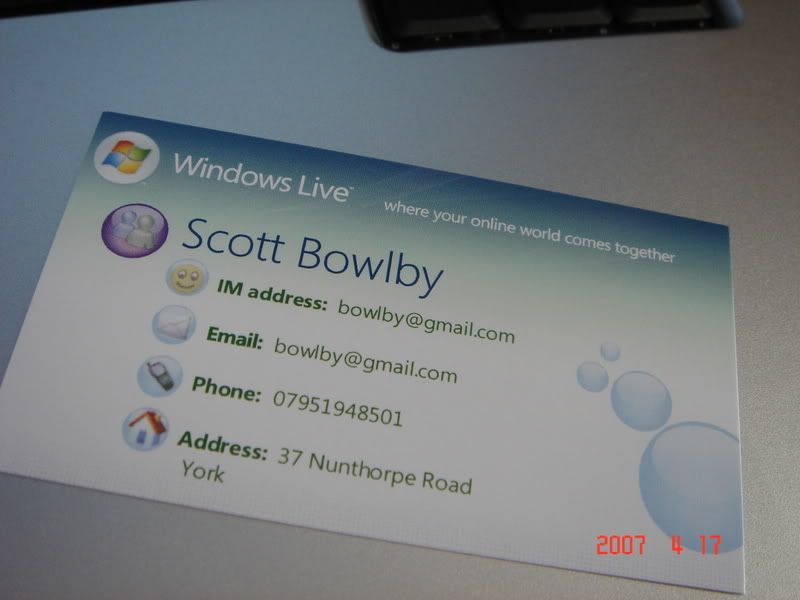 Windows Live™
where your online world comes together
Scott Bowlby
IM address: bowlby@gmail.com
Email: bowlby@gmail.com
Phone: 07951948501
Address: 37 Nunthorpe Road
York
2007 4 17